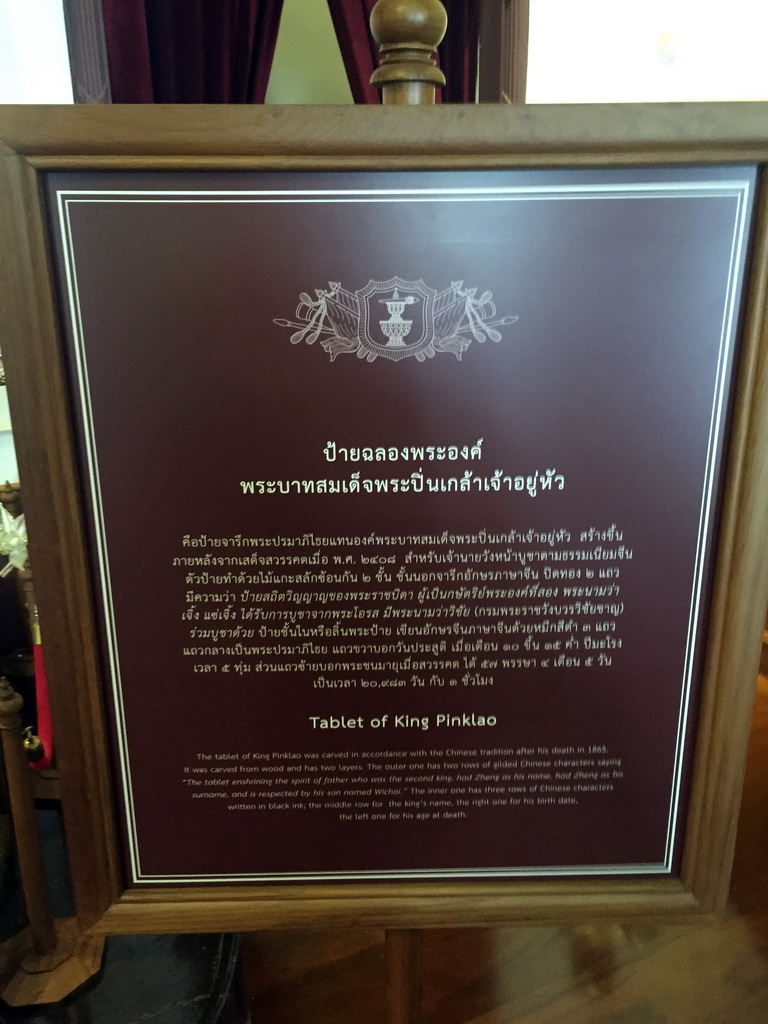 ป้ายฉลองพระองค์
พระบาทสมเด็จพระปิ่นเกล้าเจ้าอยู่หัว
คือป้ายจารึกพระปรมาภิไธยแทนองค์พระบาทสมเด็จพระปิ่นเกล้าเจ้าอยู่หัว สร้างขึ้น
ภายหลังจากเสด็จสวรรคตเมื่อ พ.ศ. ๒๔๐๘ สำหรับเจ้านายวังหน้าบูชาตามธรรมเนียมจีน
ตัวป้ายทำด้วยไม้แกะสลักซ้อนกัน ๒ ชั้น ชั้นนอกจารึกอักษรภาษาจีน ปิดทอง ๒ แถว
มีความว่า ป้ายสถิตวิญญาญของพระราชบิดา ผู้เป็นกษัตริย์พระองค์ที่สอง พระนามว่า
เจิ้ง แซ่เจิ้ง ได้รับการบูชาจากพระโอรส มีพระนามว่าวิชัย (กรมพระราชวังบวรวิชัยชาญ)
ร่วมบูชาด้วย ป้ายชั้นในหรือลิ้นพระป้าย เขียนอักษรจีนภาษาจีนด้วยหมึกสีดำ ๓ แถว
แถวกลางเป็นพระปรมาภิไธย แถวขวาบอกวันประสูติ เมื่อเดือน ๑๐ ขึ้น ๑๕ ค่ำ ปีมะโรง
เวลา ๕ ทุ่ม ส่วนแถวซ้ายบอกพระชนมายุเมื่อสวรรคต ได้ ๕๗ พรรษา ๔ เดือน ๕ วัน
เป็นเวลา ๒๐,๙๘๓ วัน กับ ๑ ชั่วโมง
Tablet of King Pinklao
The tablet of King Pinklao was carved in accordance with the Chinese tradition after his death in 1865.
It was carved from wood and has two layers. The outer one has two rows of gilded Chinese characters saying
"The tablet enshrining the spirit of father who was the second king, had Zheng as his name, had Zheng as his
surname, and is respected by his son named Wichai." The inner one has three rows of Chinese characters
written in black ink; the middle row for the king's name, the right one for his birth date,
the left one for his age at death.